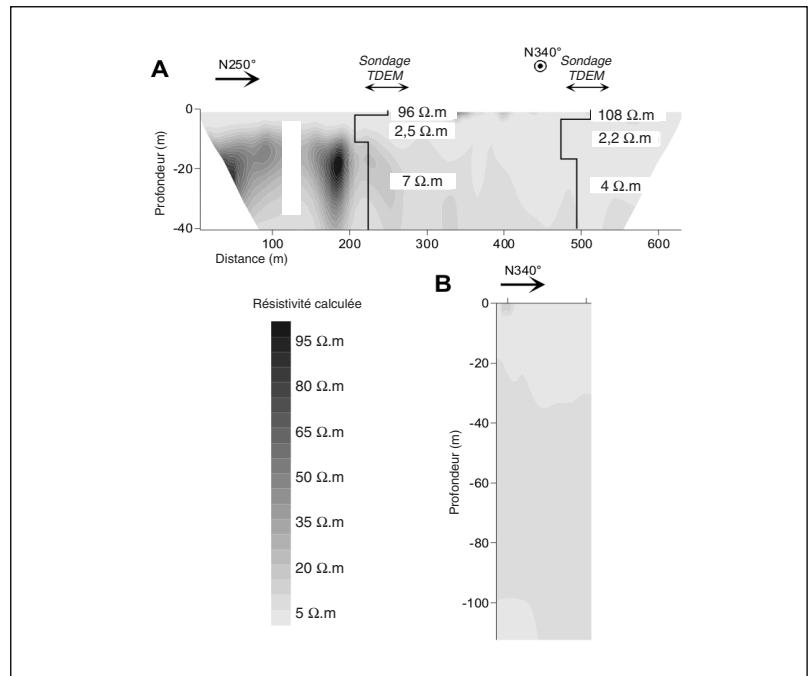 A
N250°
Sondage
TDEM
N340°
Sondage
TDEM
0
-20
-40
Profondeur (m)
96 Ω.m
2,5 Ω.m
7 Ω.m
108 Ω.m
2,2 Ω.m
4 Ω.m
100
200
300
400
500
600
Distance (m)
B
N340°
0
-20
-40
-60
-80
-100
Profondeur (m)
Résistivité calculée
95 Ω.m
80 Ω.m
65 Ω.m
50 Ω.m
35 Ω.m
20 Ω.m
5 Ω.m